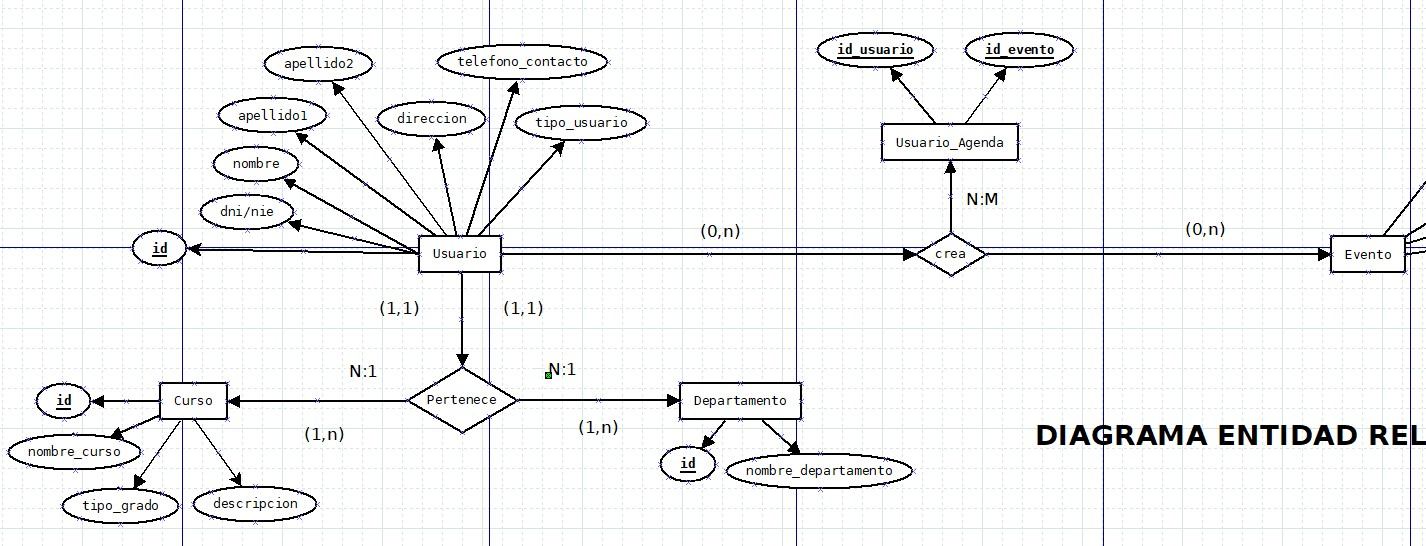 apellido2
telefono_contacto
id_usuario
id_evento
apellido1
direccion
tipo_usuario
nombre
Usuario_Agenda
dni/nie
N:M
id
Usuario
(0,n)
crea
(0,n)
Evento
(1,1)
(1,1)
N:1
N:1
id
Curso
Pertenece
Departamento
(1,n)
(1,n)
DIAGRAMA ENTIDAD REL
nombre_curso
id
nombre_departamento
tipo_grado
descripcion